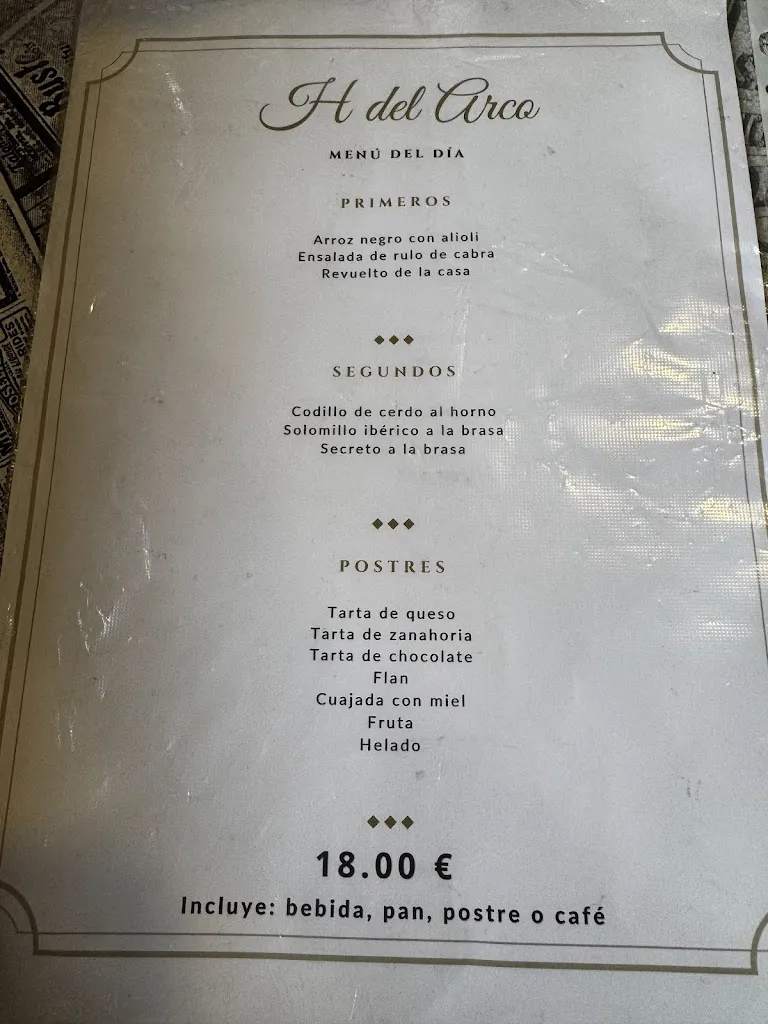 H del Arco
MENÚ DEL DÍA
PRIMEROS
Arroz negro con alioli
Ensalada de rulo de cabra
Revuelto de la casa
SEGUNDOS
Codillo de cerdo al horno
Solomillo ibérico a la brasa
Secreto a la brasa
POSTRES
Tarta de queso
Tarta de zanahoria
Tarta de chocolate
Flan
Cuajada con miel
Fruta
Helado
18.00 €
Incluye: bebida, pan, postre o café